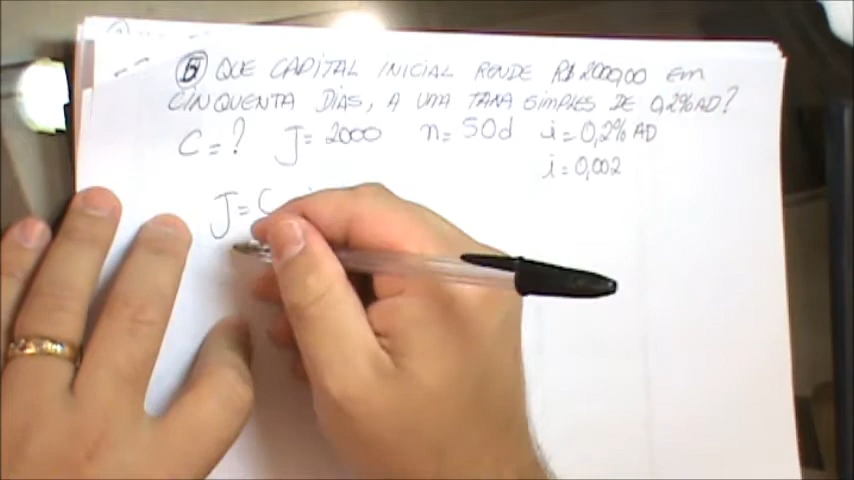 5 QUE CAPITAL INICIAL RENDE R$ 2000,00 EM
CINQUENTA DIAS, A UMA TAXA SIMPLES DE 0,2% AD?
C = ? J = 2000 n = 50d i = 0,2% AD
i = 0,002
J = C